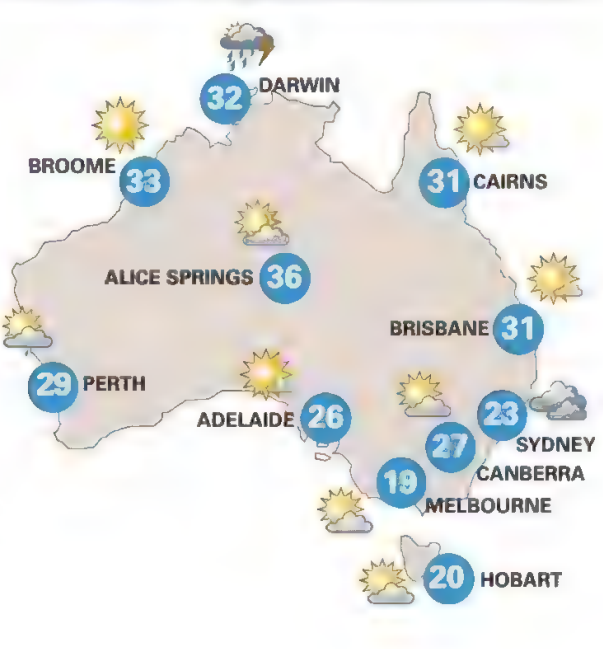 DARWIN
32
BROOME
33
31 CAIRNS
ALICE SPRINGS 36
BRISBANE 31
29 PERTH
ADELAIDE 26
23
SYDNEY
27
CANBERRA
19
MELBOURNE
20 HOBART